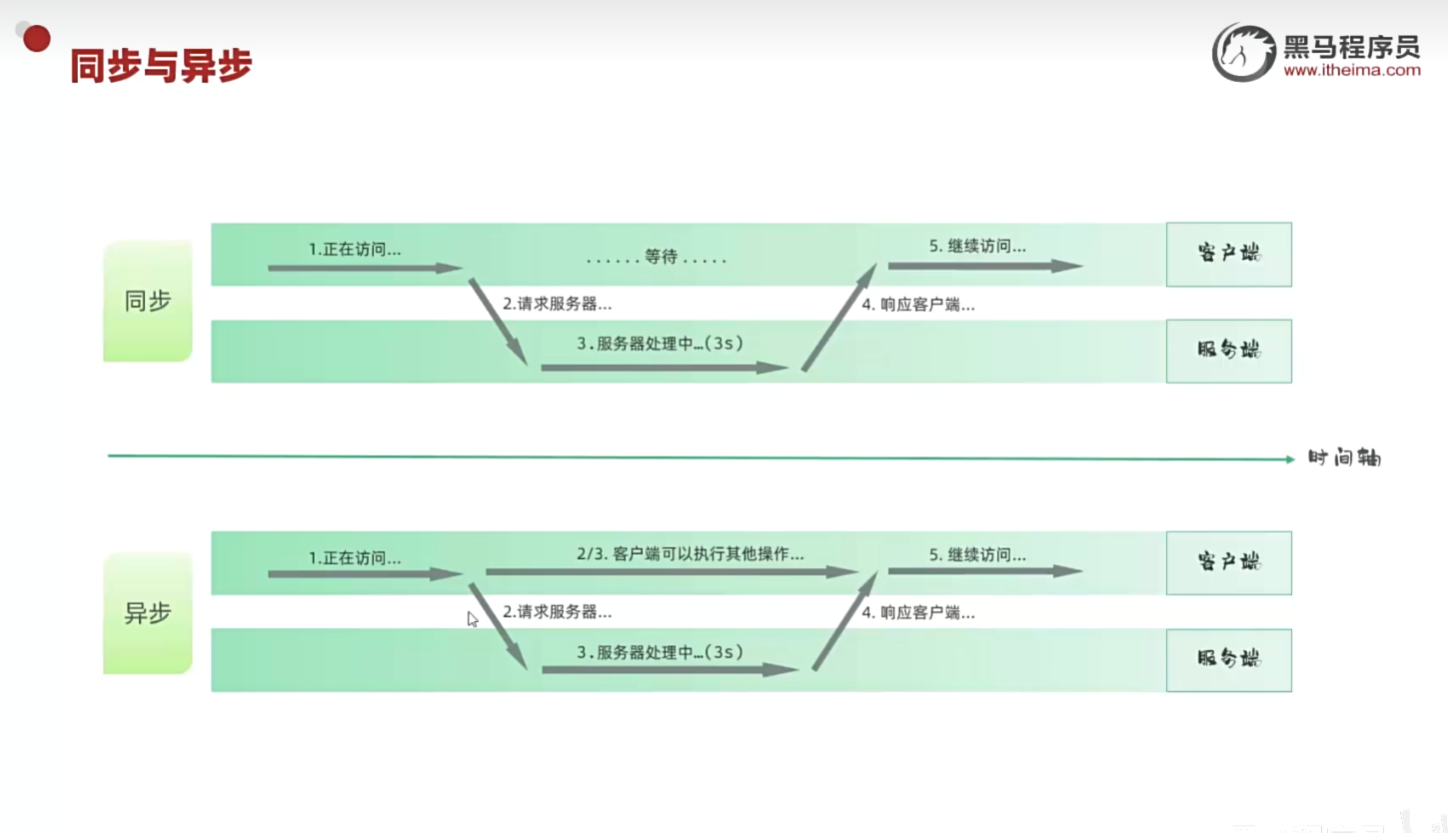 同步与异步
黑马程序员
www.itheima.com
同步
1.正在访问...
......等待.....
5. 继续访问...
客户端
2.请求服务器...
4. 响应客户端...
3.服务器处理中…(3s)
服务端
时间轴
异步
1.正在访问...
2/3. 客户端可以执行其他操作...
5. 继续访问...
客户端
2.请求服务器...
4. 响应客户端...
3.服务器处理中…(3s)
服务端